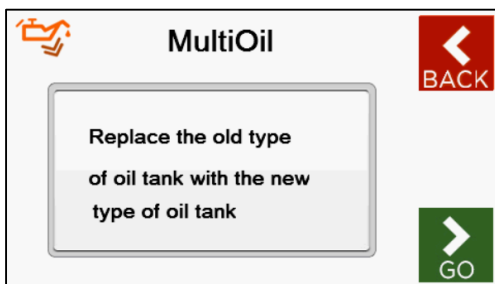 MultiOil
BACK
Replace the old type
of oil tank with the new
type of oil tank
GO